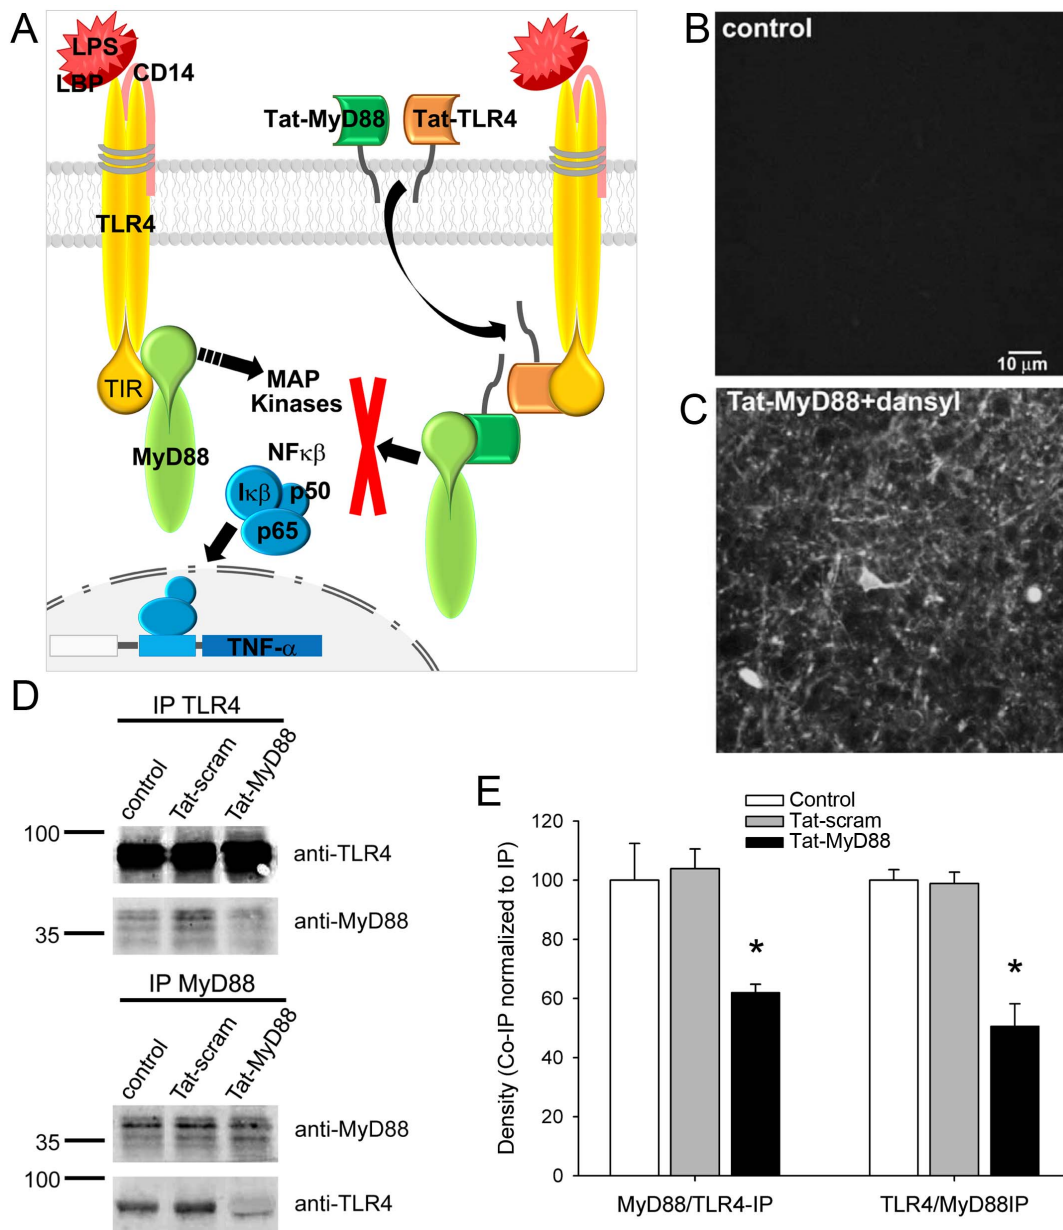 A
LPS
LBP
CD14
Tat-MyD88
Tat-TLR4
TLR4
TIR
MAP
Kinases
MyD88
NFκβ
Iκβ
p50
p65
TNF-α
B
control
10 μm
C
Tat-MyD88+dansyl
D
IP TLR4
control
Tat-scram
Tat-MyD88
100
anti-TLR4
35
anti-MyD88
IP MyD88
control
Tat-scram
Tat-MyD88
35
anti-MyD88
100
anti-TLR4
E
Control
Tat-scram
Tat-MyD88
Density (Co-IP normalized to IP)
120
100
80
60
40
20
0
*
*
MyD88/TLR4-IP
TLR4/MyD88IP